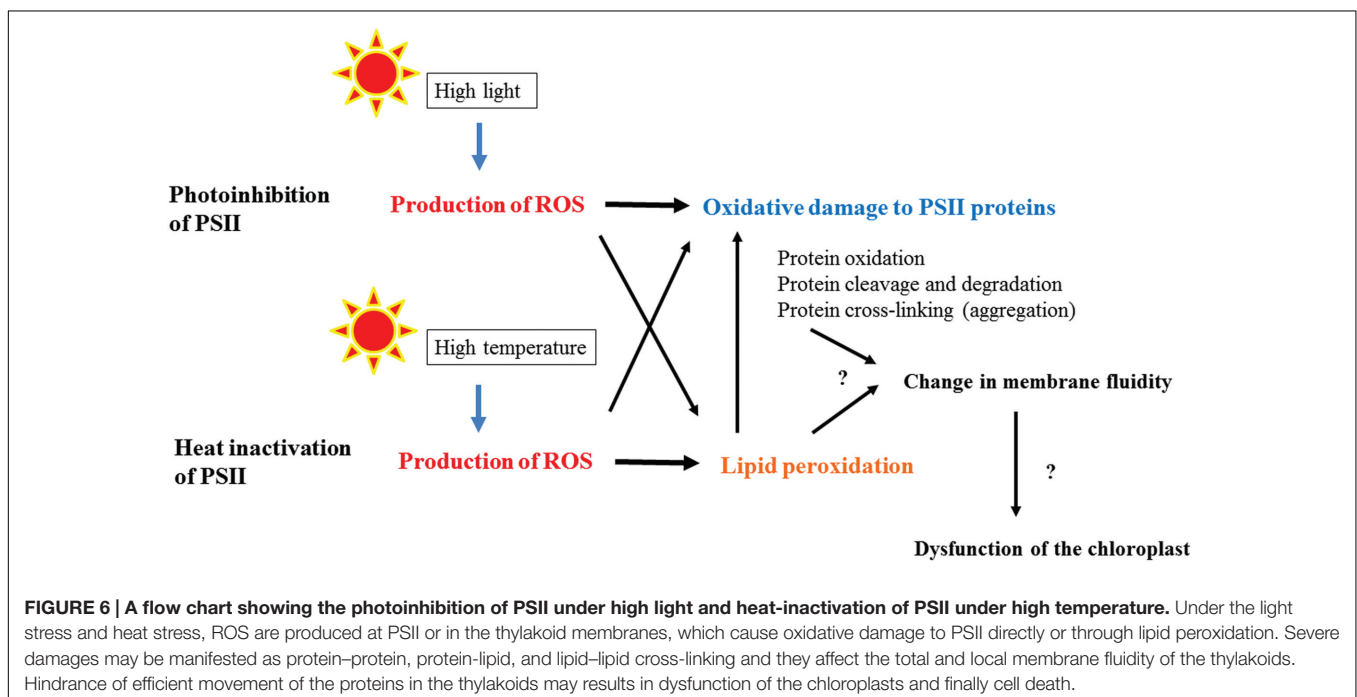 High light
Photoinhibition
of PSII
Production of ROS
Oxidative damage to PSII proteins
Protein oxidation
Protein cleavage and degradation
Protein cross-linking (aggregation)
High temperature
?
Change in membrane fluidity
Heat inactivation
of PSII
Production of ROS
Lipid peroxidation
?
Dysfunction of the chloroplast
FIGURE 6 | A flow chart showing the photoinhibition of PSII under high light and heat-inactivation of PSII under high temperature. Under the light
stress and heat stress, ROS are produced at PSII or in the thylakoid membranes, which cause oxidative damage to PSII directly or through lipid peroxidation. Severe
damages may be manifested as protein–protein, protein-lipid, and lipid–lipid cross-linking and they affect the total and local membrane fluidity of the thylakoids.
Hindrance of efficient movement of the proteins in the thylakoids may results in dysfunction of the chloroplasts and finally cell death.